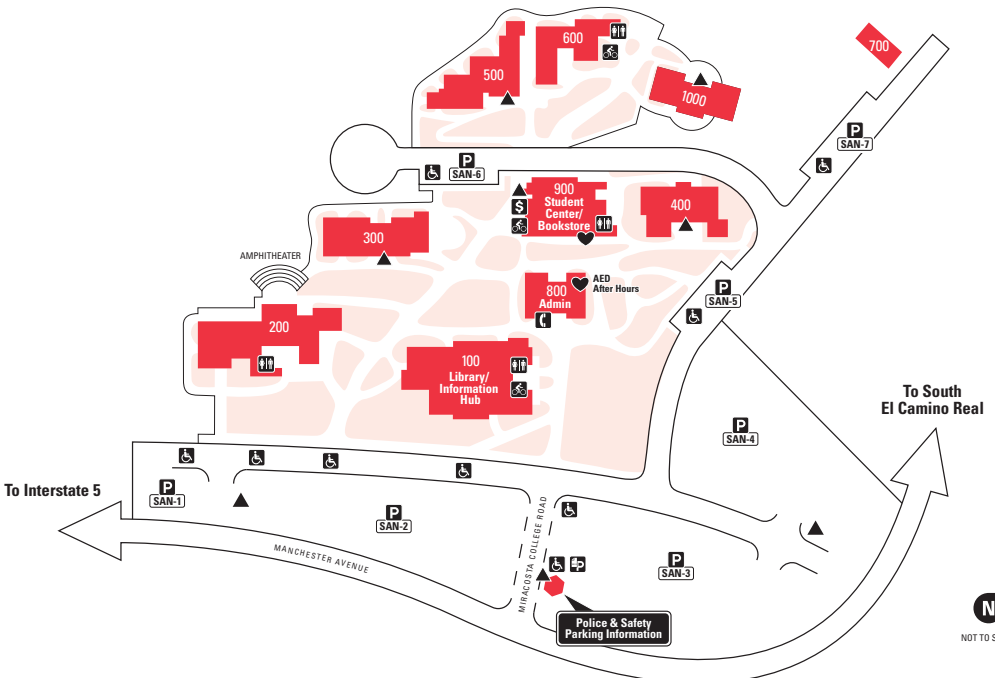 600
700
500
1000
P
SAN-7
P
SAN-6
900
Student
Center/
Bookstore
$
400
300
AMPHITHEATER
AED
After Hours
800
Admin
P
SAN-5
200
100
Library/
Information
Hub
To South
El Camino Real
P
SAN-4
To Interstate 5
P
SAN-1
P
SAN-2
MIRACOSTA COLLEGE ROAD
MANCHESTER AVENUE
P
SAN-3
Police & Safety
Parking Information
N
NOT TO S